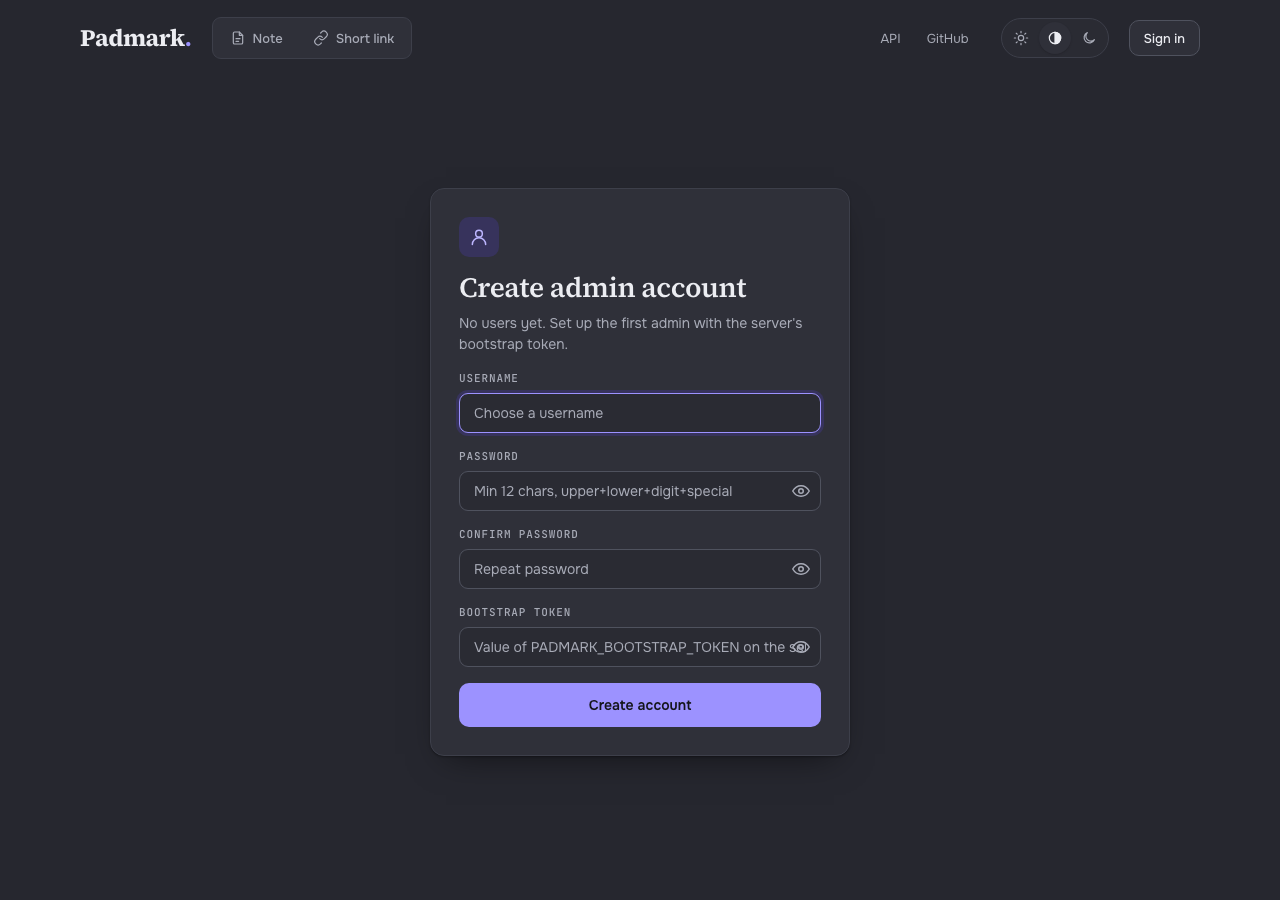 Padmark.
Note
Short link
API
GitHub
Sign in
Create admin account
No users yet. Set up the first admin with the server's
bootstrap token.
USERNAME
Choose a username
PASSWORD
Min 12 chars, upper+lower+digit+special
CONFIRM PASSWORD
Repeat password
BOOTSTRAP TOKEN
Value of PADMARK_BOOTSTRAP_TOKEN on the
Create account